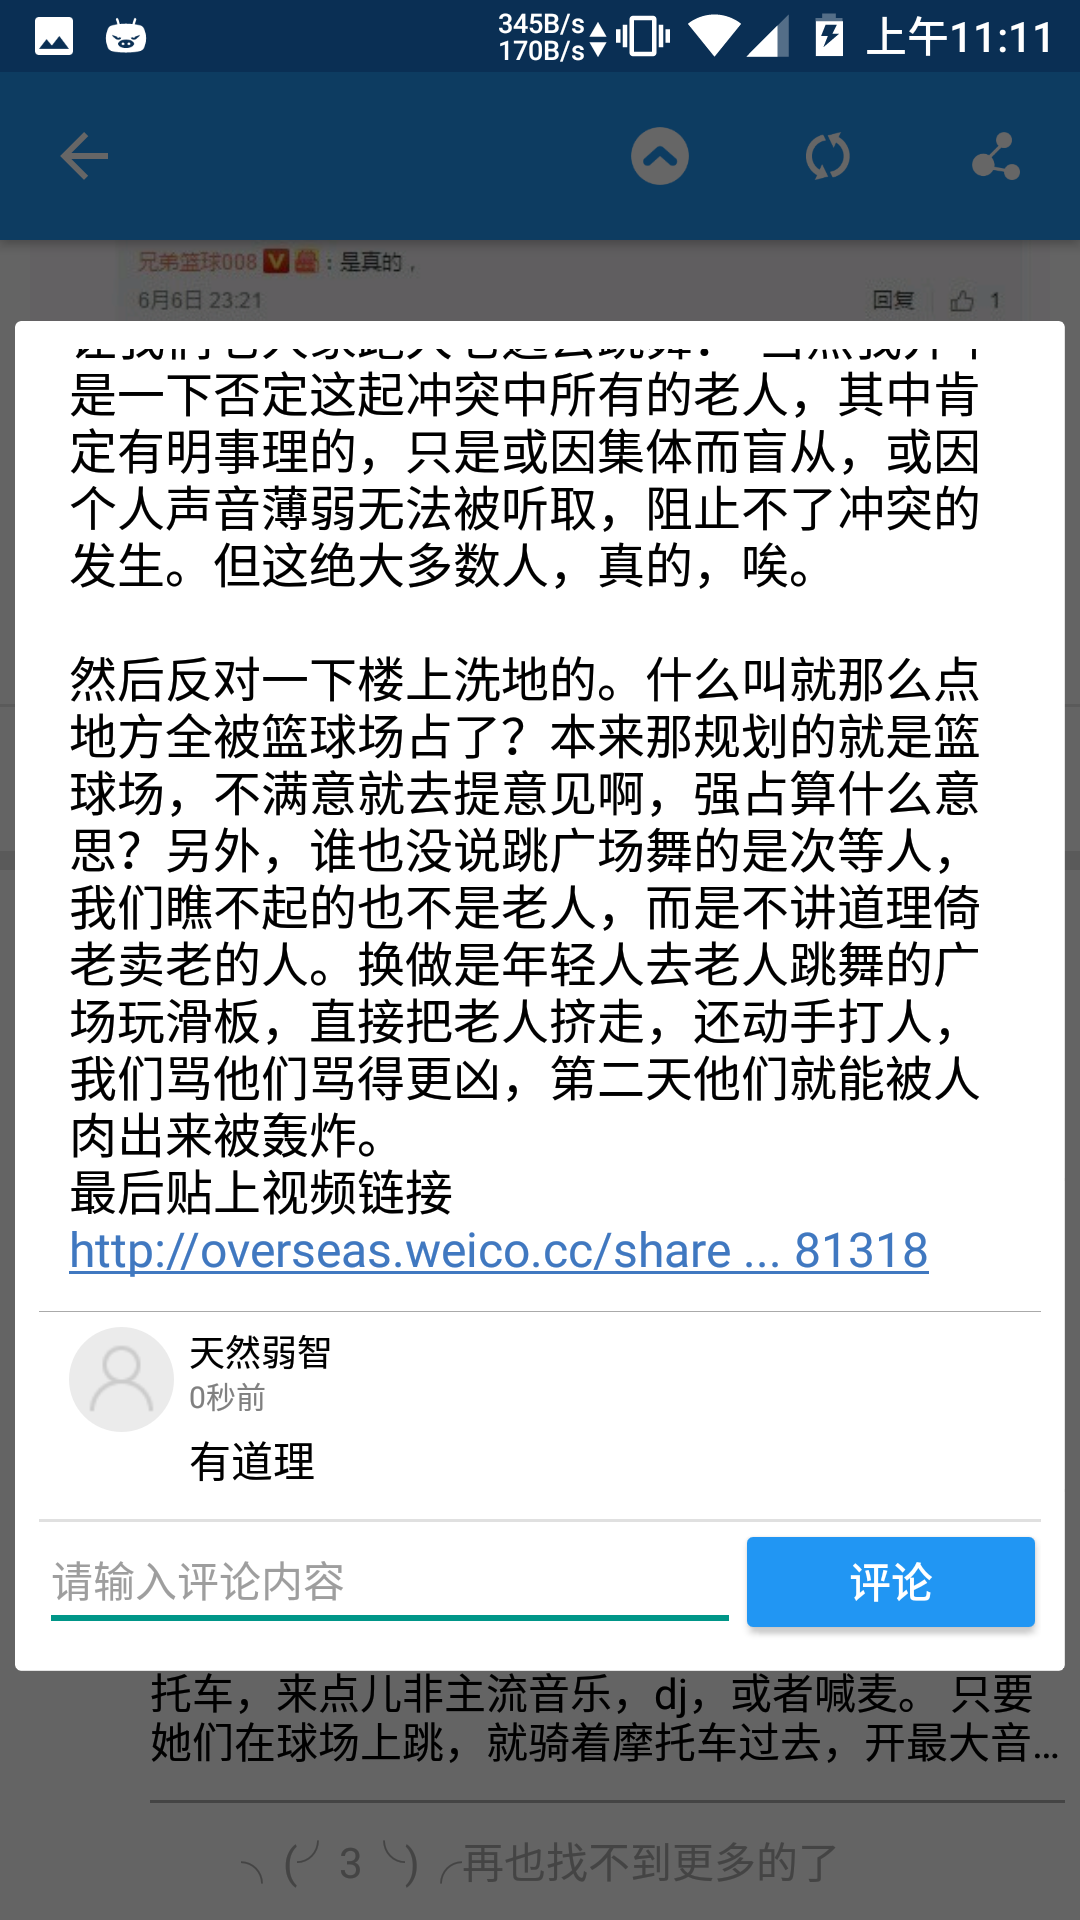 345B/s
170B/s
上午11:11
兄弟篮球008 V ：是真的，
6月6日 23:21
回复 1
是一下否定这起冲突中所有的老人，其中肯
定有明事理的，只是或因集体而盲从，或因
个人声音薄弱无法被听取，阻止不了冲突的
发生。但这绝大多数人，真的，唉。
然后反对一下楼上洗地的。什么叫就那么点
地方全被篮球场占了？本来那规划的就是篮
球场，不满意就去提意见啊，强占算什么意
思？另外，谁也没说跳广场舞的是次等人，
我们瞧不起的也不是老人，而是不讲道理倚
老卖老的人。换做是年轻人去老人跳舞的广
场玩滑板，直接把老人挤走，还动手打人，
我们骂他们骂得更凶，第二天他们就能被人
肉出来被轰炸。
最后贴上视频链接
http://overseas.weico.cc/share ... 81318
天然弱智
0秒前
有道理
请输入评论内容
评论
托车，来点儿非主流音乐，dj，或者喊麦。 只要
她们在球场上跳，就骑着摩托车过去，开最大音...
╮(╯3╰)╭再也找不到更多的了